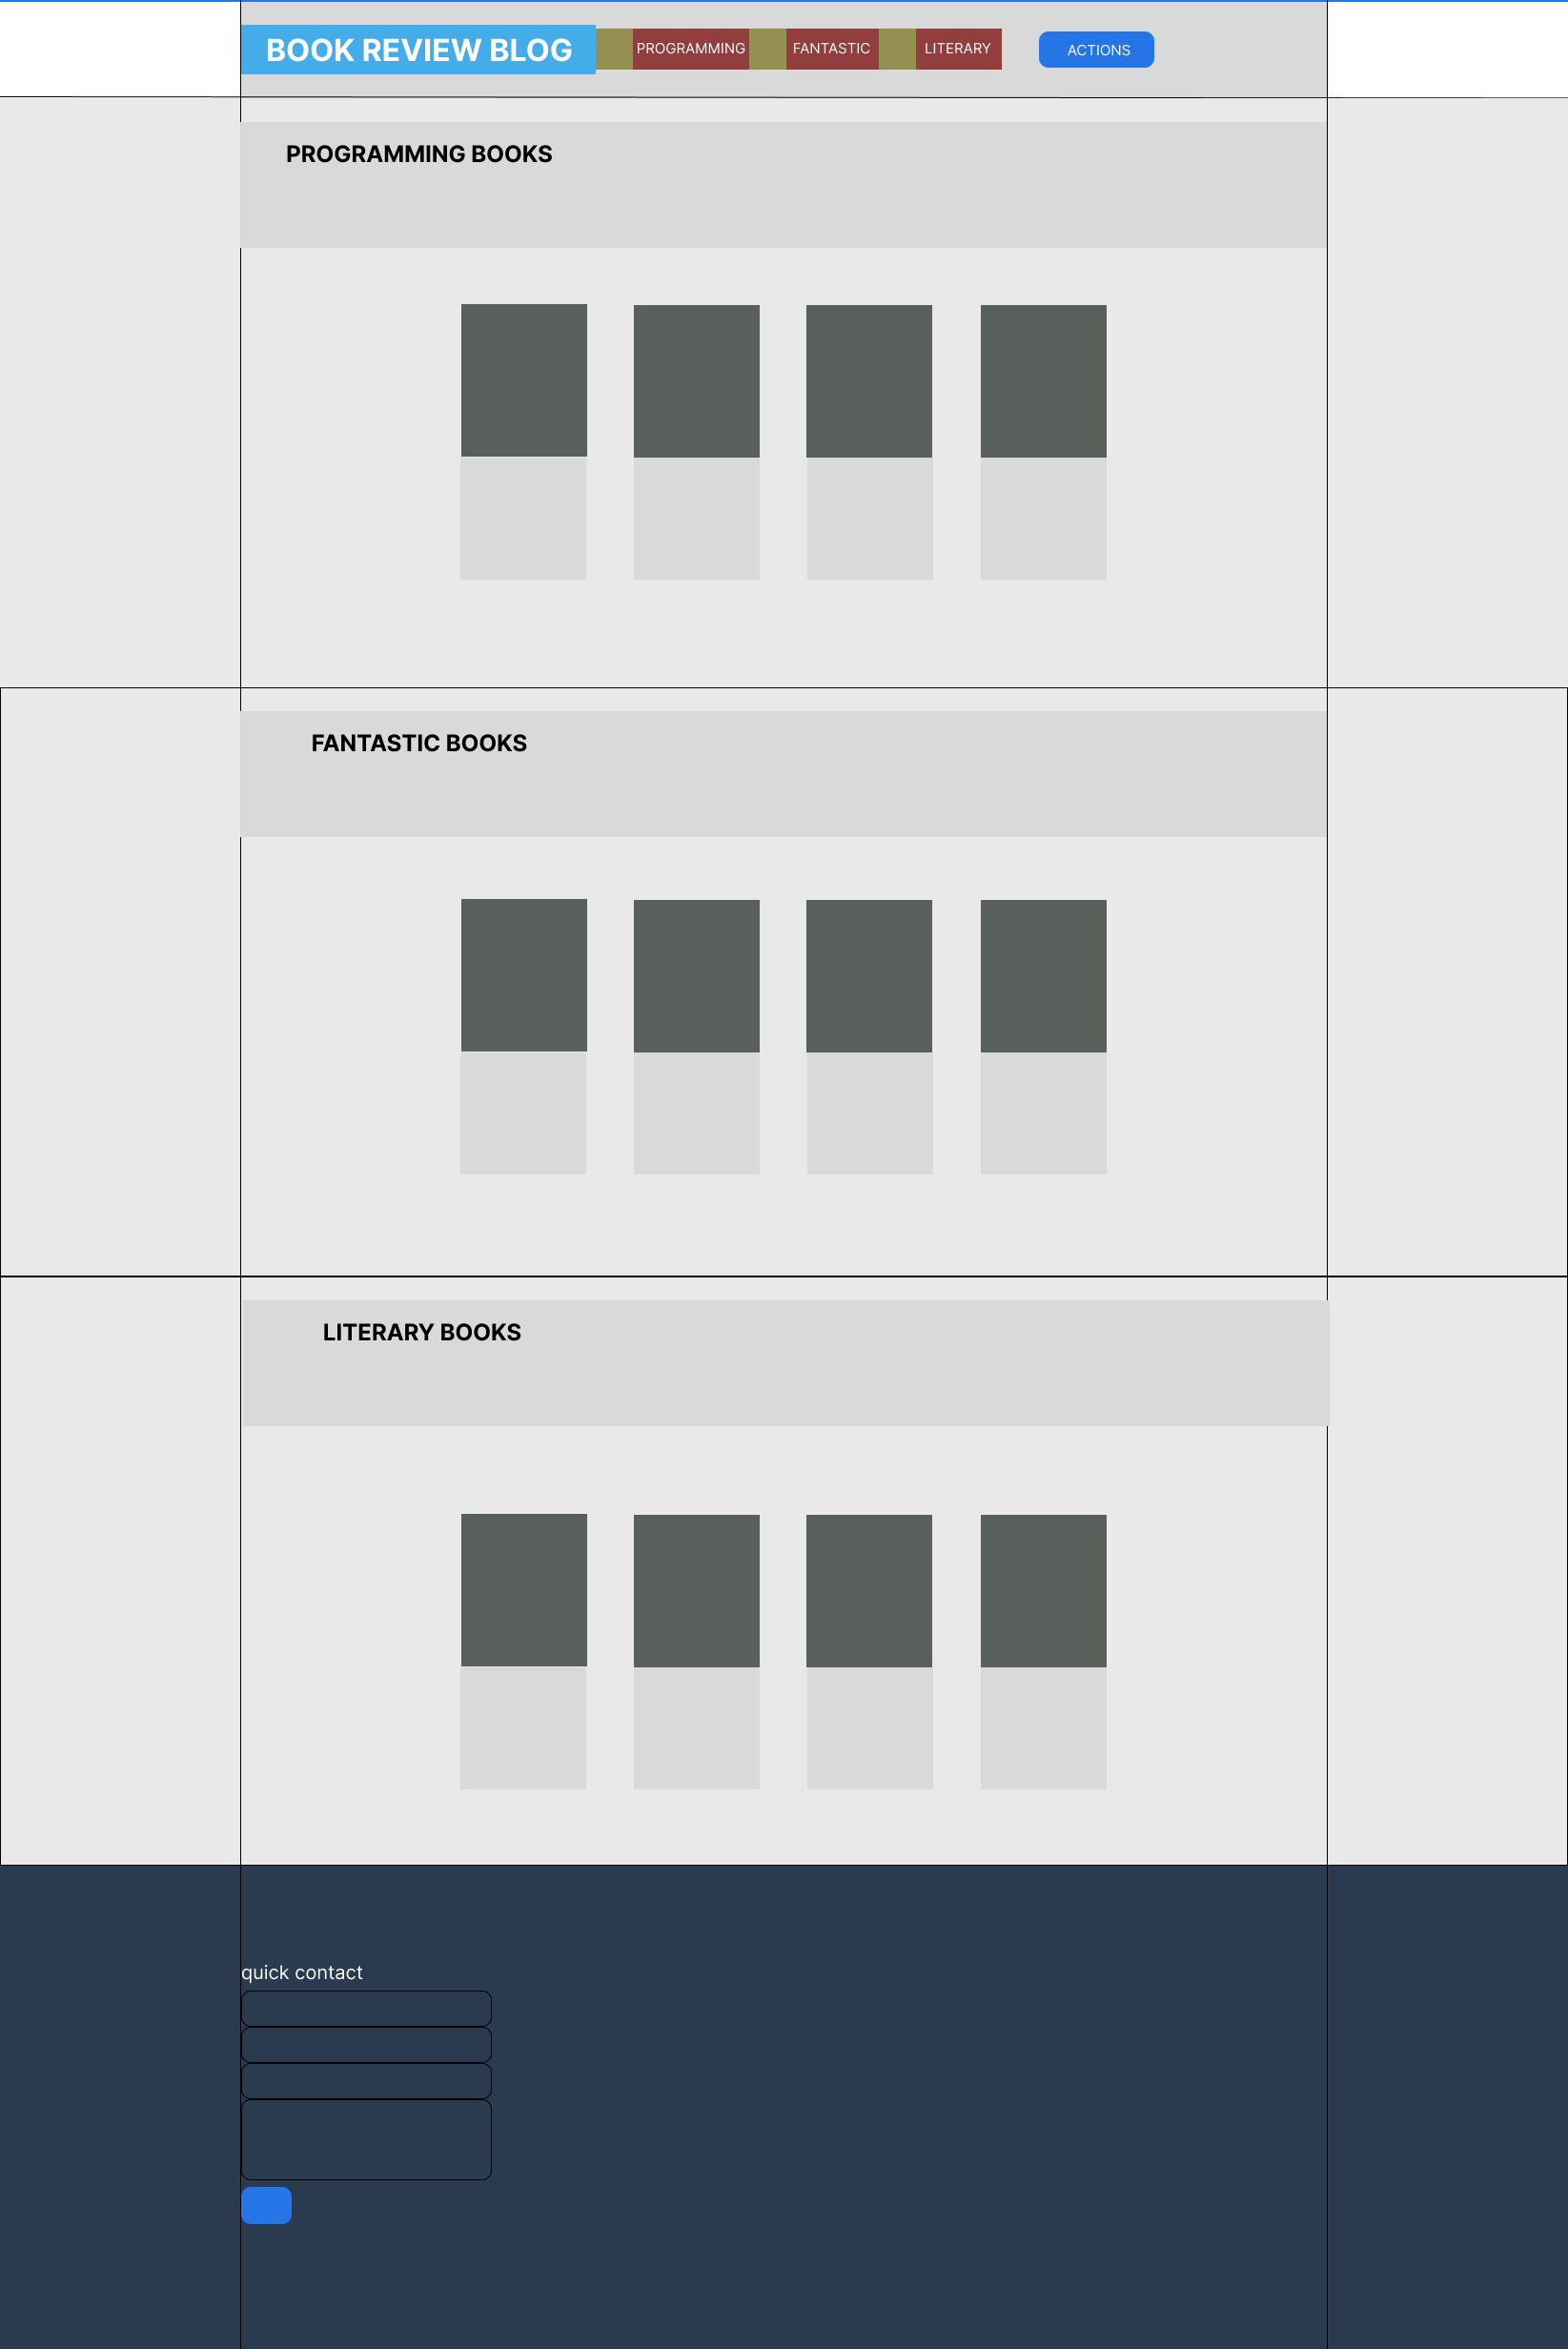 BOOK REVIEW BLOG
PROGRAMMING
FANTASTIC
LITERARY
ACTIONS
PROGRAMMING BOOKS
FANTASTIC BOOKS
LITERARY BOOKS
quick contact